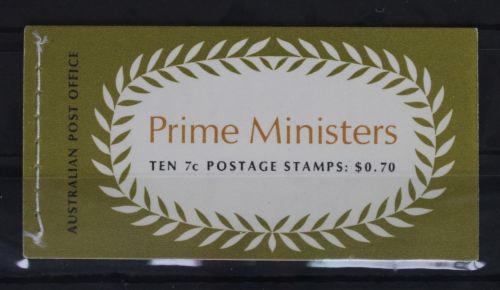 AUSTRALIAN POST OFFICE
Prime Ministers
TEN 7c POSTAGE STAMPS: $0.70